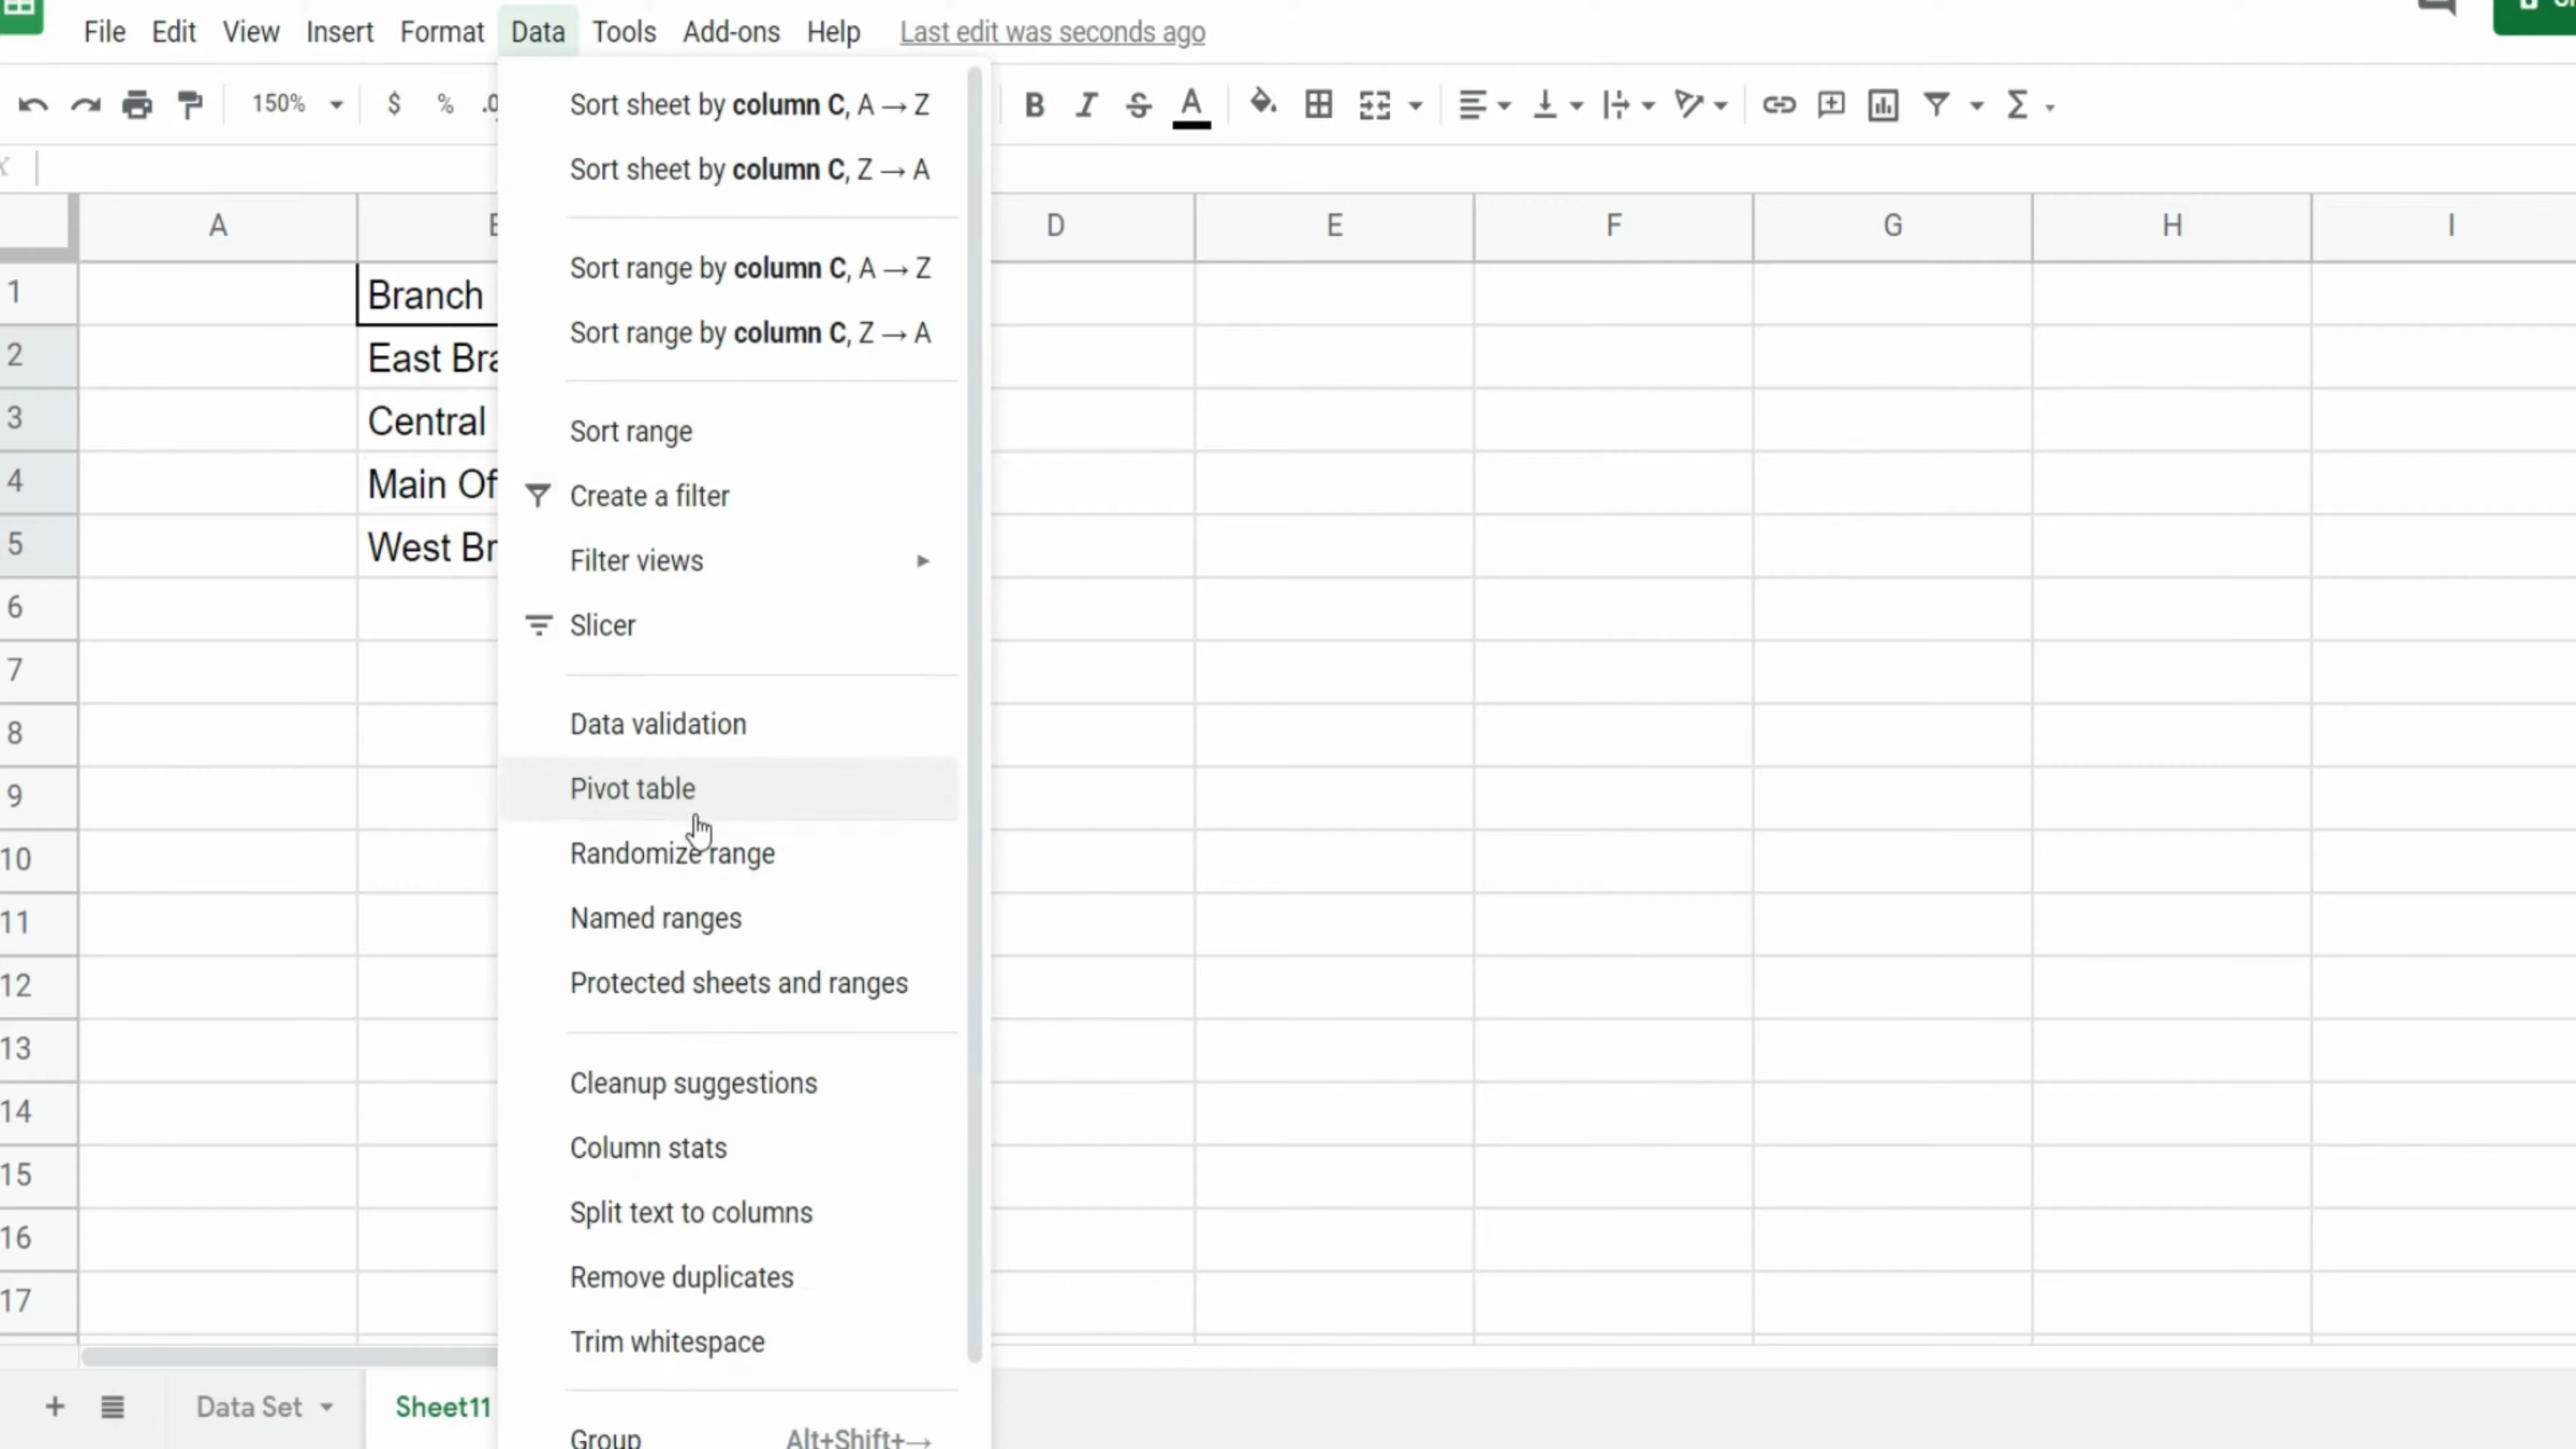 File Edit View Insert Format Data Tools Add-ons Help Last edit was seconds ago
150% $ %
A D E F G H I
1 Branch
2 East
3 Central
4 Main
5 West
6
7
8
9
10
11
12
13
14
15
16
17
Sort sheet by column C, A → Z
Sort sheet by column C, Z → A
Sort range by column C, A → Z
Sort range by column C, Z → A
Sort range
Create a filter
Filter views
Slicer
Data validation
Pivot table
Randomize range
Named ranges
Protected sheets and ranges
Cleanup suggestions
Column stats
Split text to columns
Remove duplicates
Trim whitespace
Group Alt+Shift+→
Data Set Sheet11